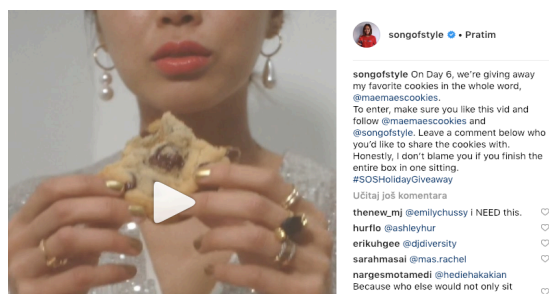 songofstyle • Pratim
songofstyle On Day 6, we're giving away
my favorite cookies in the whole word,
@maemaescookies.
To enter, make sure you like this vid and
follow @maemaescookies and
@songofstyle. Leave a comment below who
you'd like to share the cookies with.
Honestly, I don't blame you if you finish the
entire box in one sitting.
#SOSHolidayGiveaway
Učitaj još komentara
thenew_mj @emilychussy i NEED this.
hurflo @ashleyhur
erikuhgee @djdiversity
sarahmasai @mas.rachel
nargesmotamedi @hediehakakian
Because who else would not only sit